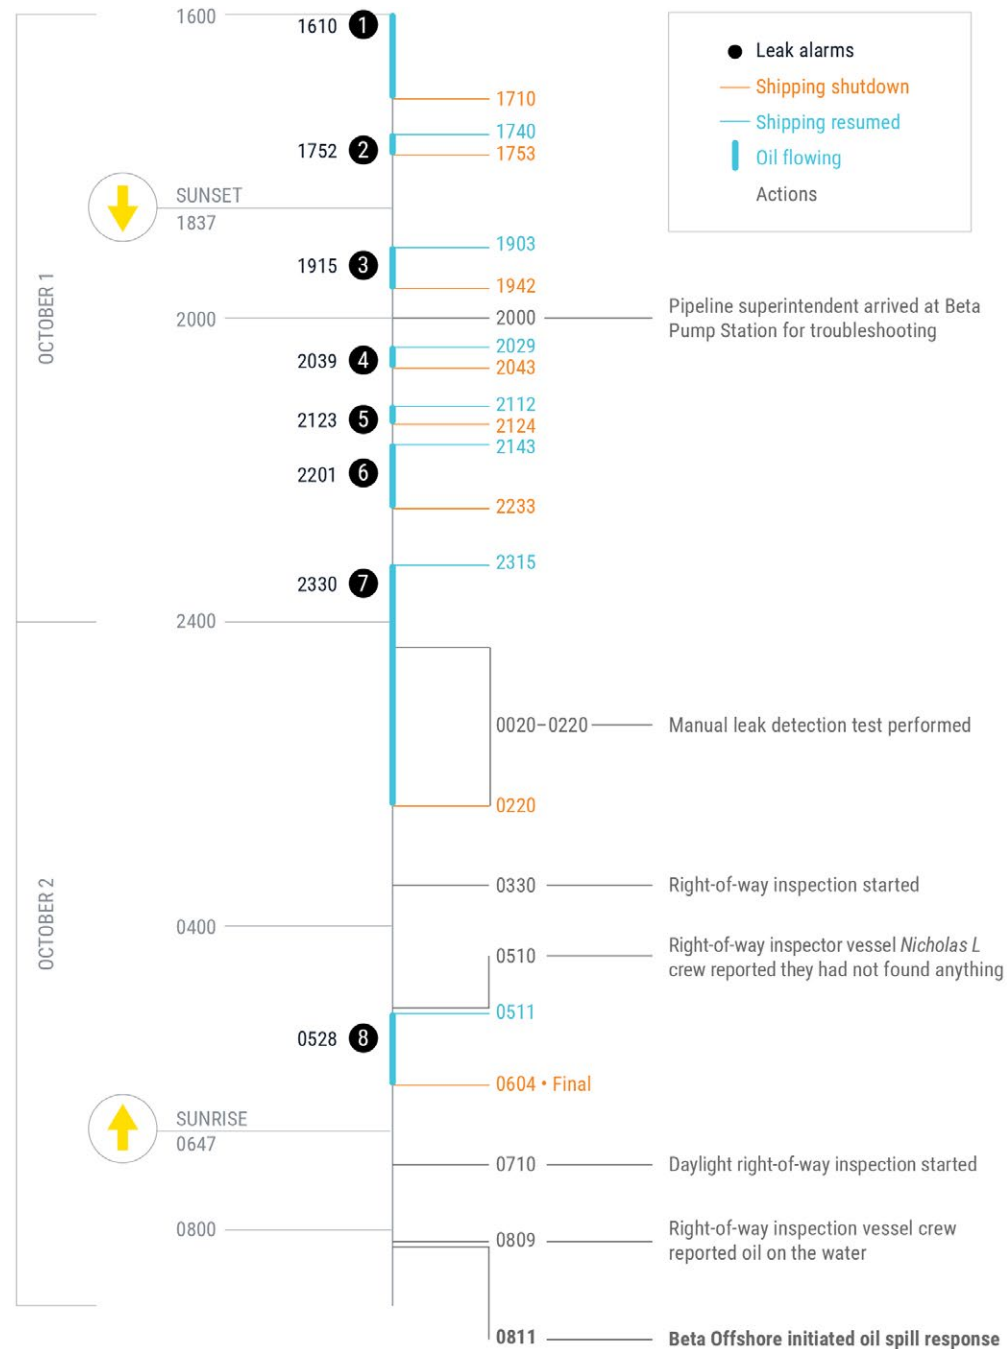 1600
1610 1
Leak alarms
Shipping shutdown
Shipping resumed
Oil flowing
Actions
1710
1740
1752 2
1753
SUNSET
1837
1903
1915 3
1942
OCTOBER 1
2000
2000
Pipeline superintendent arrived at Beta
Pump Station for troubleshooting
2029
2039 4
2043
2112
2123 5
2124
2143
2201 6
2233
2315
2330 7
2400
0020–0220
Manual leak detection test performed
0220
0330
Right-of-way inspection started
OCTOBER 2
0400
0510
Right-of-way inspector vessel Nicholas L
crew reported they had not found anything
0511
0528 8
0604 • Final
SUNRISE
0647
0710
Daylight right-of-way inspection started
0800
0809
Right-of-way inspection vessel crew
reported oil on the water
0811
Beta Offshore initiated oil spill response